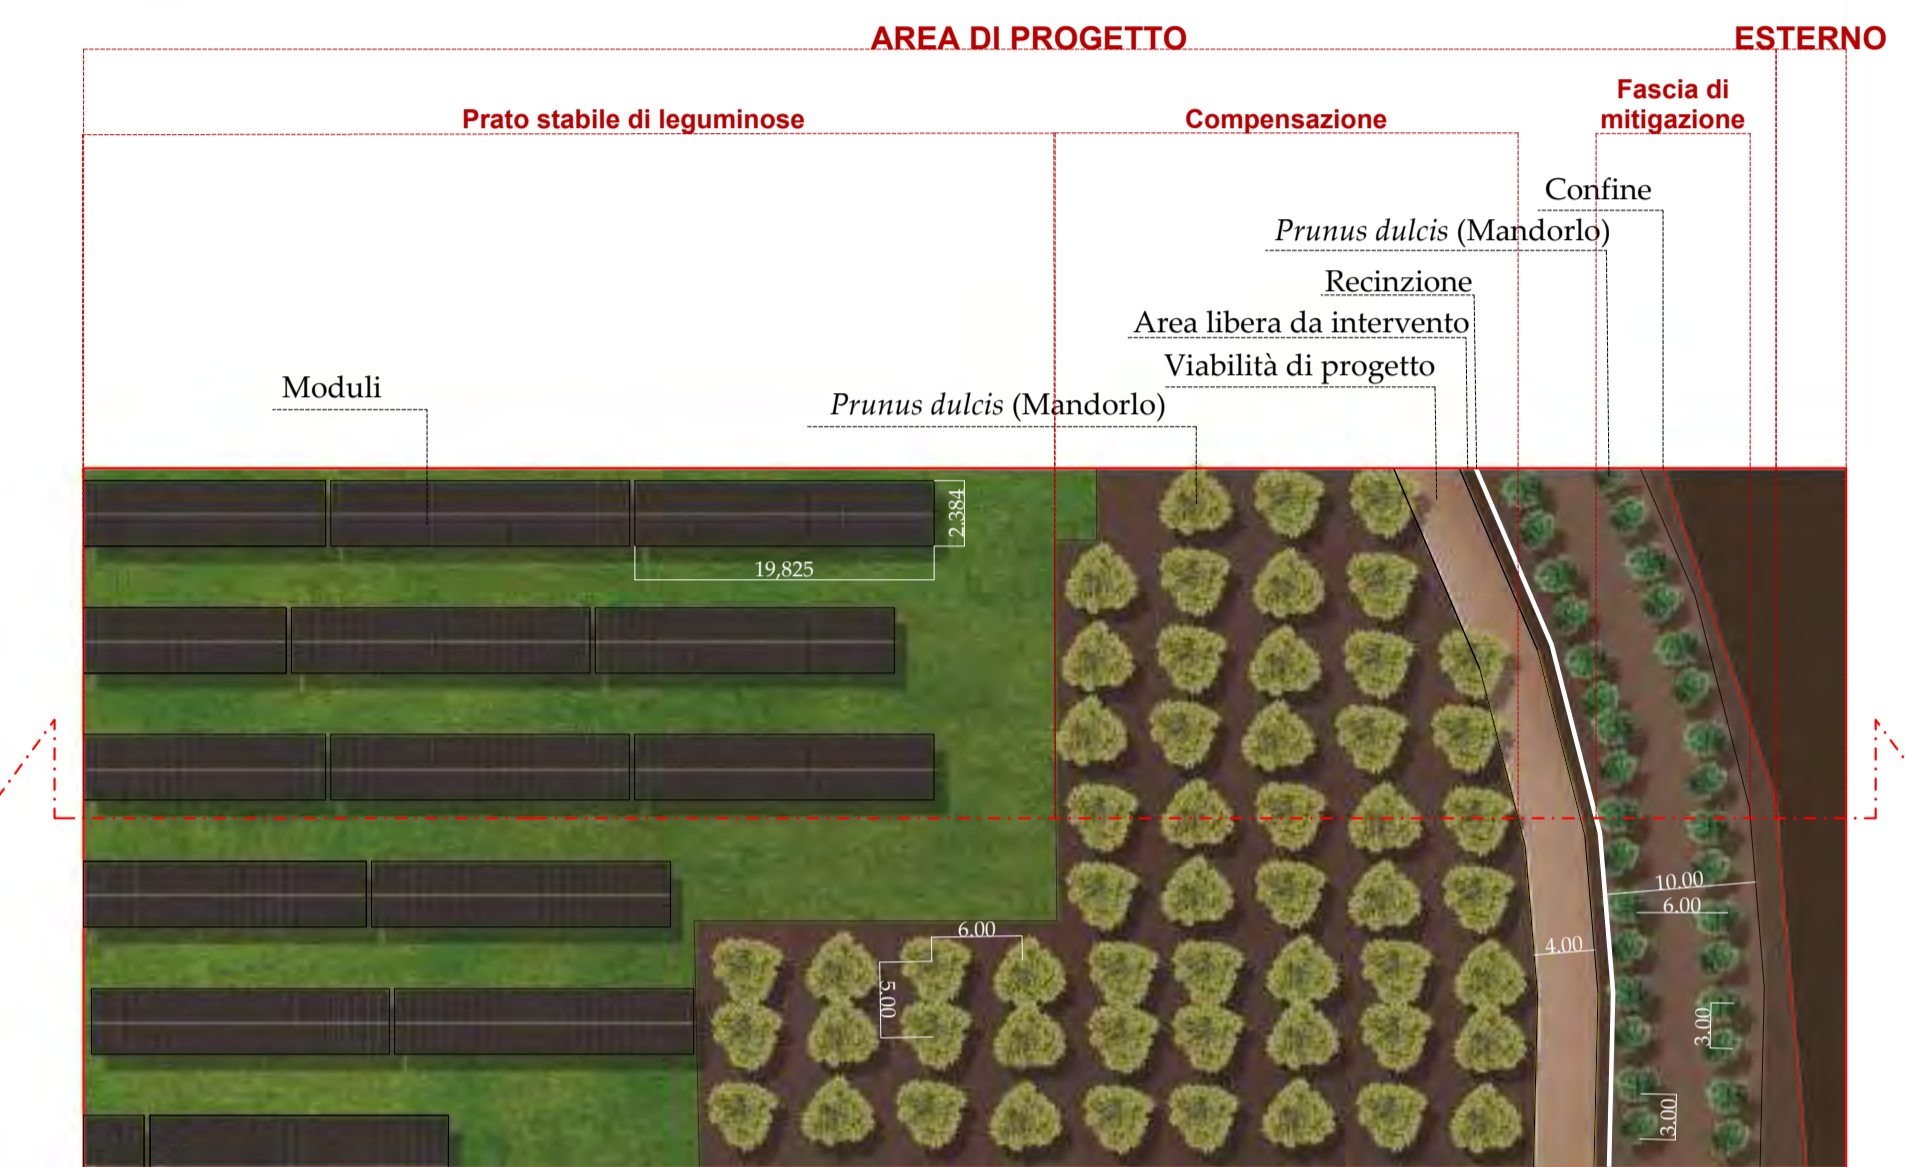 AREA DI PROGETTO
ESTERNO
Prato stabile di leguminose
Compensazione
Fascia di
mitigazione
Confine
Prunus dulcis (Mandorlo)
Recinzione
Area libera da intervento
Viabilità di progetto
Moduli
Prunus dulcis (Mandorlo)
2.384
19,825
10.00
6.00
6.00
4.00
5.00
3.00
3.00